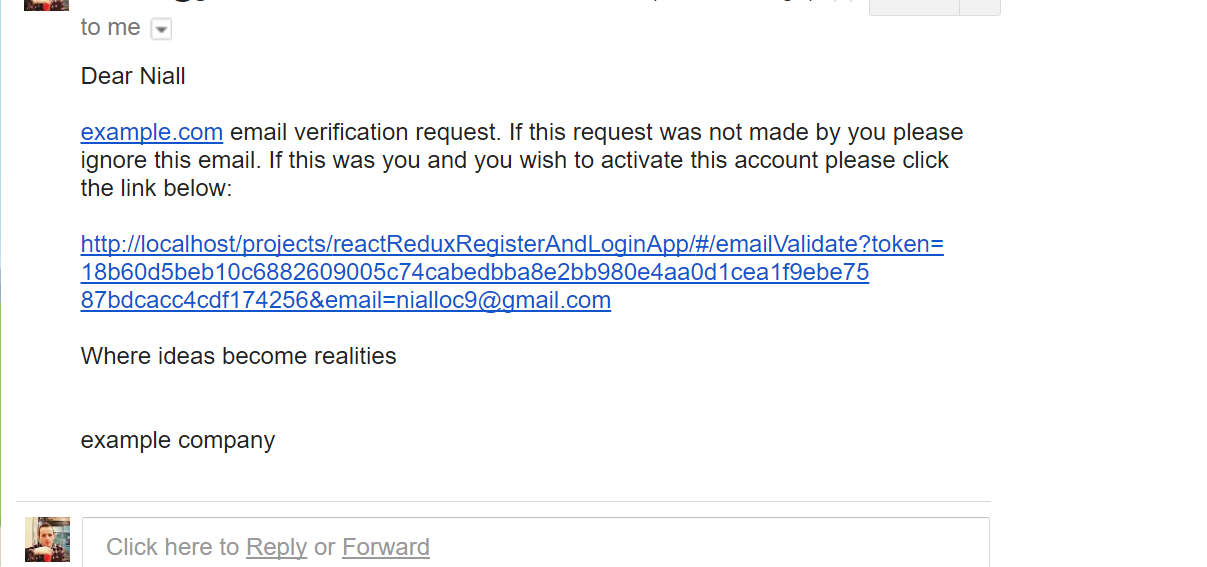 to me
Dear Niall
example.com email verification request. If this request was not made by you please
ignore this email. If this was you and you wish to activate this account please click
the link below:
http://localhost/projects/reactReduxRegisterAndLoginApp/#/emailValidate?token=
18b60d5beb10c6882609005c74cabedbba8e2bb980e4aa0d1cea1f9ebe75
87bdcacc4cdf174256&email=nialloc9@gmail.com
Where ideas become realities
example company
Click here to Reply or Forward